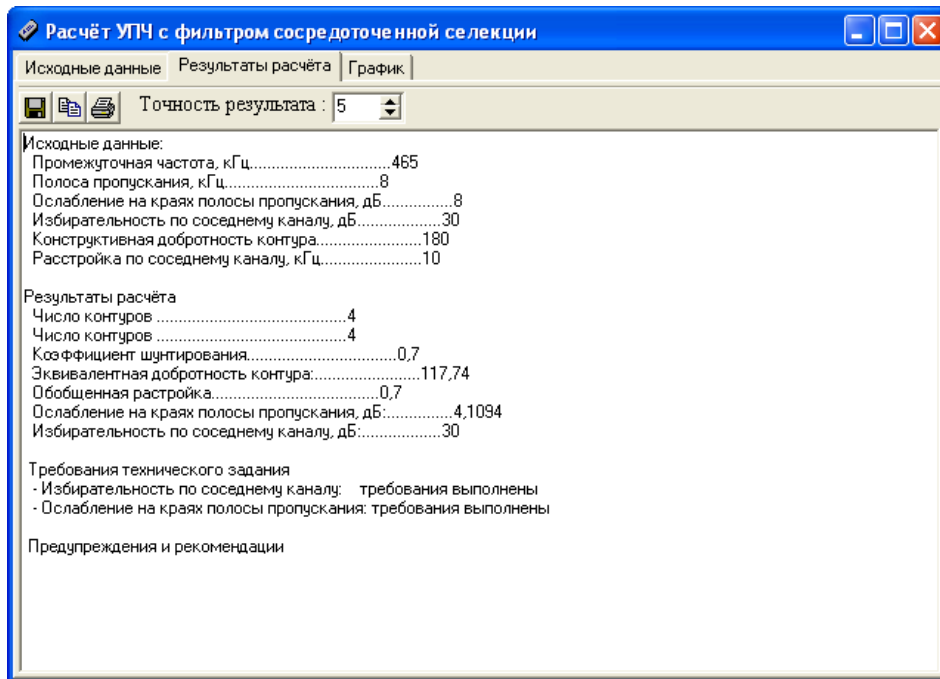 Расчёт УПЧ с фильтром сосредоточенной селекции
Исходные данные Результаты расчёта График
Точность результата : 5
Исходные данные:
Промежуточная частота, кГц................................465
Полоса пропускания, кГц...................................8
Ослабление на краях полосы пропускания, дБ................8
Избирательность по соседнему каналу, дБ...................30
Конструктивная добротность контура........................180
Расстройка по соседнему каналу, кГц.......................10
Результаты расчёта
Число контуров ...........................................4
Число контуров ...........................................4
Коэффициент шунтирования..................................0,7
Эквивалентная добротность контура:........................117,74
Обобщенная растройка......................................0,7
Ослабление на краях полосы пропускания, дБ:...............4,1094
Избирательность по соседнему каналу, дБ:..................30
Требования технического задания
- Избирательность по соседнему каналу: требования выполнены
- Ослабление на краях полосы пропускания: требования выполнены
Предупреждения и рекомендации